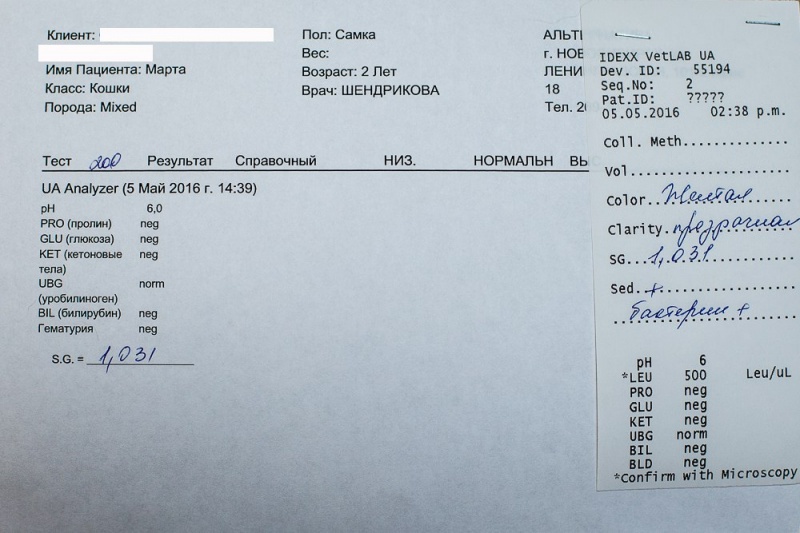 Клиент:
Имя Пациента: Марта
Класс: Кошки
Порода: Mixed
Пол: Самка
Вес:
Возраст: 2 Лет
Врач: ШЕНДРИКОВА
АЛЬТЕ
г. НОВ
ЛЕНИ
18
Тел. 2
Тест 200 Результат Справочный НИЗ. НОРМАЛЬН ВЫС
UA Analyzer (5 Май 2016 г. 14:39)
pH 6,0
PRO (пролин) neg
GLU (глюкоза) neg
KET (кетоновые тела) neg
UBG (уробилиноген) norm
BIL (билирубин) neg
Гематурия neg
S.G. = 1,031
IDEXX VetLAB UA
Dev. ID: 55194
Seq.No: 2
Pat.ID: ?????
05.05.2016 02:38 p.m.
Coll. Meth..............
Vol......................
Color..Желтая
Clarity.прозрачная
SG...1,031
Sed..+
бактерии +
pH 6
*LEU 500 Leu/uL
PRO neg
GLU neg
KET neg
UBG norm
BIL neg
BLD neg
*Confirm with Microscopy